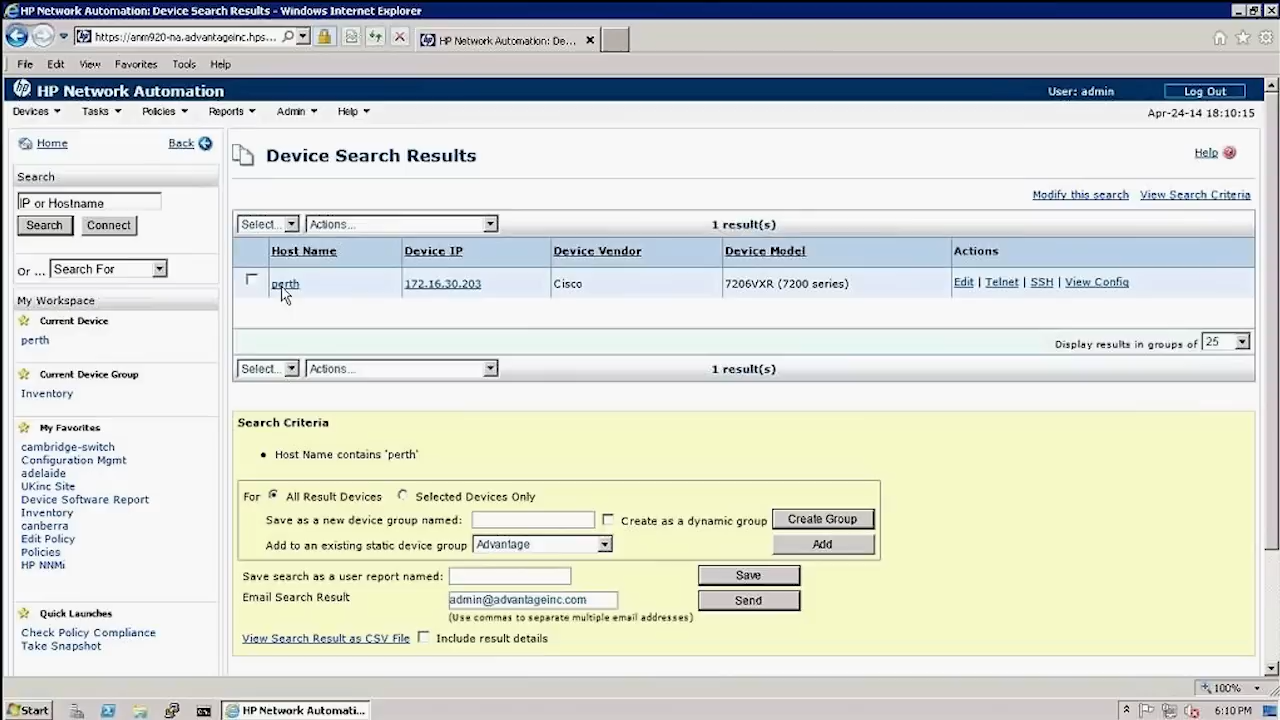 HP Network Automation: Device Search Results - Windows Internet Explorer
https://anm920-na.advantageinc.hps...
HP Network Automation: De...
File Edit View Favorites Tools Help
HP Network Automation
User: admin
Log Out
Devices Tasks Policies Reports Admin Help
Apr-24-14 18:10:15
Home
Back
Search
IP or Hostname
Search
Connect
Or ... Search For
My Workspace
Current Device
perth
Current Device Group
Inventory
My Favorites
cambridge-switch
Configuration Mgmt
adelaide
UKinc Site
Device Software Report
Inventory
canberra
Edit Policy
Policies
HP NNMi
Quick Launches
Check Policy Compliance
Take Snapshot
Device Search Results
Help
Modify this search View Search Criteria
Select... Actions... 1 result(s)
Host Name Device IP Device Vendor Device Model Actions
perth 172.16.30.203 Cisco 7206VXR (7200 series) Edit | Telnet | SSH | View Config
Display results in groups of 25
Select... Actions... 1 result(s)
Search Criteria
• Host Name contains 'perth'
For All Result Devices Selected Devices Only
Save as a new device group named: Create as a dynamic group Create Group
Add to an existing static device group Advantage Add
Save search as a user report named: Save
Email Search Result admin@advantageinc.com Send
(Use commas to separate multiple email addresses)
View Search Result as CSV File Include result details
100%
Start
HP Network Automati...
6:10 PM